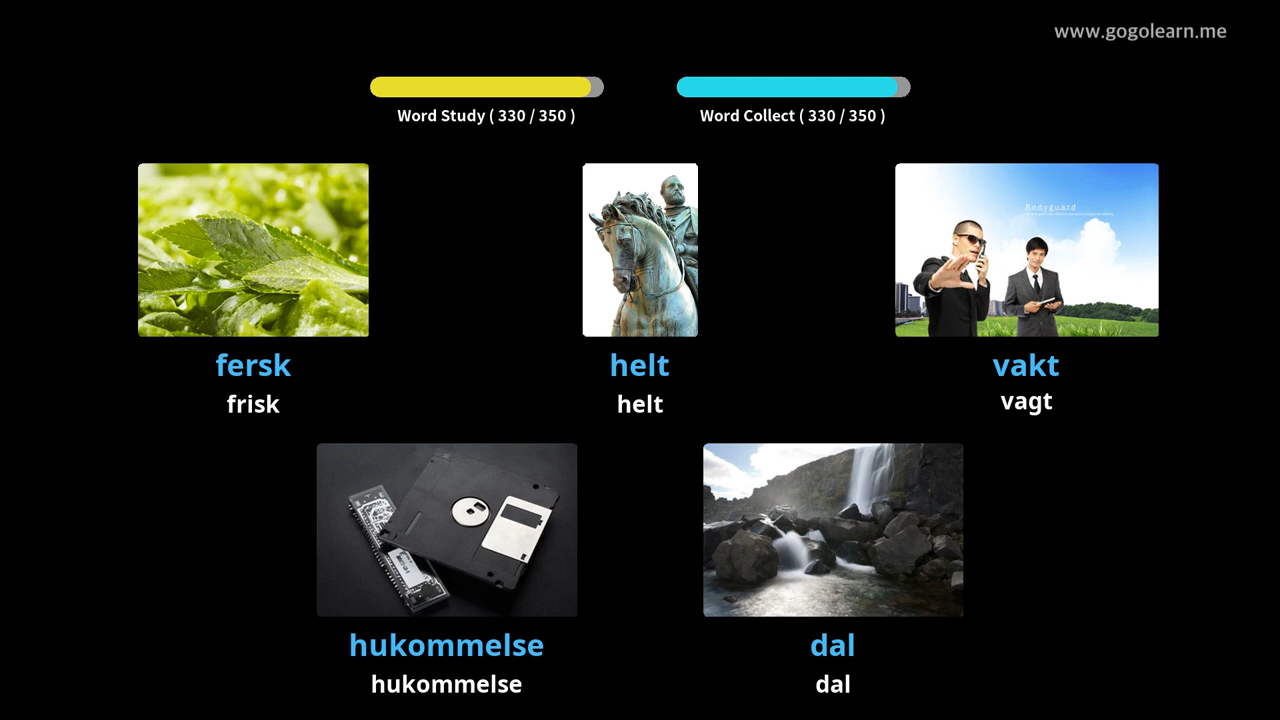 www.gogolearn.me
Word Study ( 330 / 350 )
Word Collect ( 330 / 350 )
Bodyguard
fersk
helt
vakt
frisk
helt
vagt
hukommelse
dal
hukommelse
dal